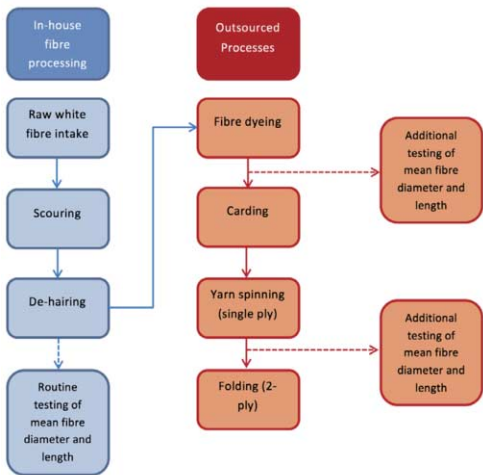 In-house
fibre
processing
Outsourced
Processes
Raw white
fibre intake
Scouring
De-hairing
Routine
testing of
mean fibre
diameter and
length
Fibre dyeing
Carding
Yarn spinning
(single ply)
Folding (2-
ply)
Additional
testing of
mean fibre
diameter and
length
Additional
testing of
mean fibre
diameter and
length